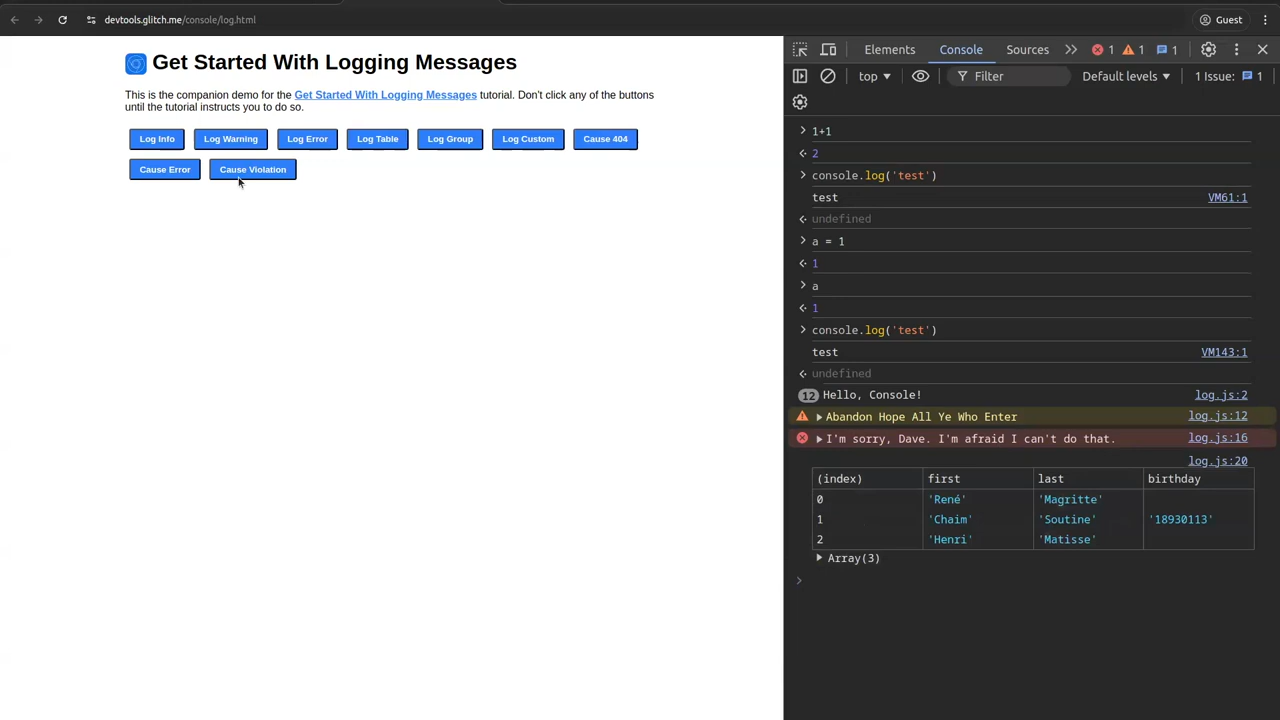 devtools.glitch.me/console/log.html
Guest
Get Started With Logging Messages
This is the companion demo for the Get Started With Logging Messages tutorial. Don't click any of the buttons
until the tutorial instructs you to do so.
Log Info Log Warning Log Error Log Table Log Group Log Custom Cause 404
Cause Error Cause Violation
Elements Console Sources 1 1 1
top Filter Default levels 1 Issue: 1
1+1
2
console.log('test')
test VM61:1
undefined
a = 1
1
a
1
console.log('test')
test VM143:1
undefined
12 Hello, Console! log.js:2
Abandon Hope All Ye Who Enter log.js:12
I'm sorry, Dave. I'm afraid I can't do that. log.js:16
log.js:20
(index) first last birthday
0 'René' 'Magritte'
1 'Chaim' 'Soutine' '18930113'
2 'Henri' 'Matisse'
Array(3)